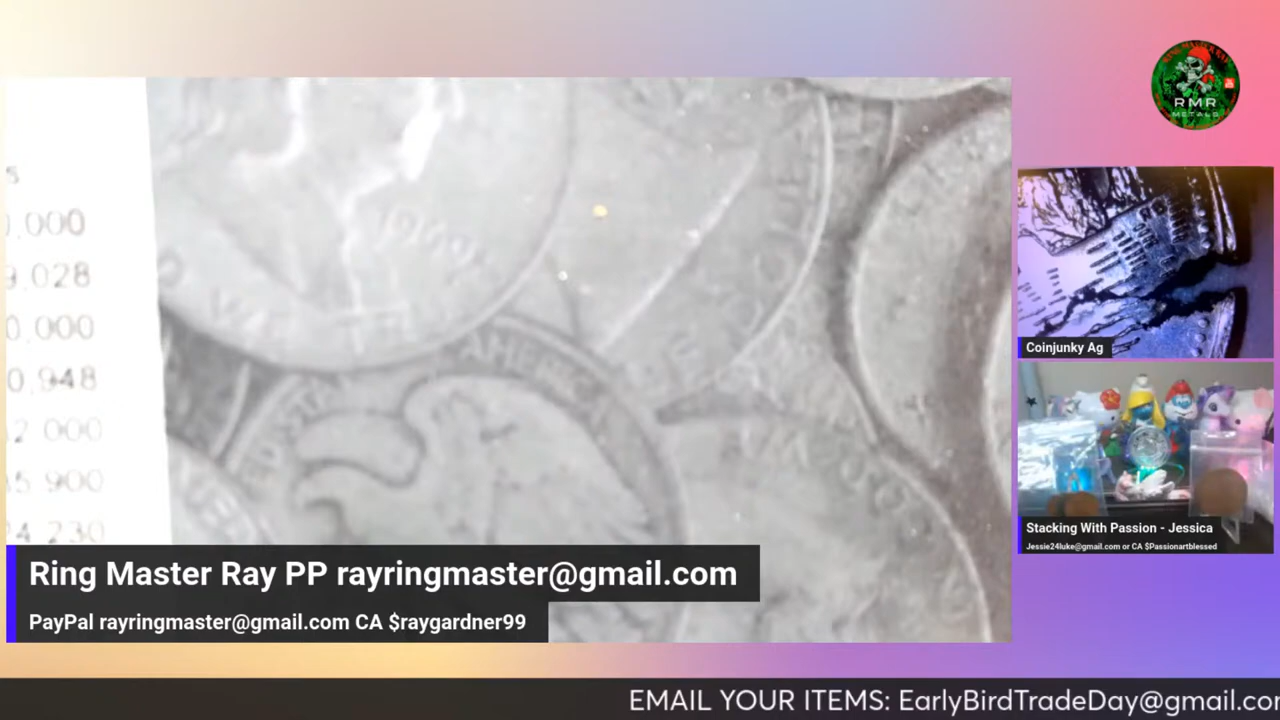 RMR
METALS
5
,000
9,028
0,000
0,948
2 000
5 900
4 230
AMERICA
Coinjunky Ag
Stacking With Passion - Jessica
Jessie24luke@gmail.com or CA $Passionartblessed
Ring Master Ray PP rayringmaster@gmail.com
PayPal rayringmaster@gmail.com CA $raygardner99
EMAIL YOUR ITEMS: EarlyBirdTradeDay@gmail.co